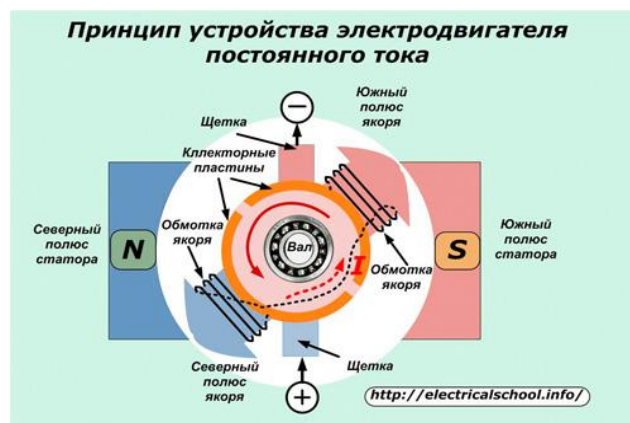 Принцип устройства электродвигателя
постоянного тока
Щетка
Южный
полюс
якоря
Кллекторные
пластины
Северный
полюс
статора
N
Обмотка
якоря
Вал
I
Обмотка
якоря
S
Южный
полюс
статора
Северный
полюс
якоря
Щетка
http://electricalschool.info/